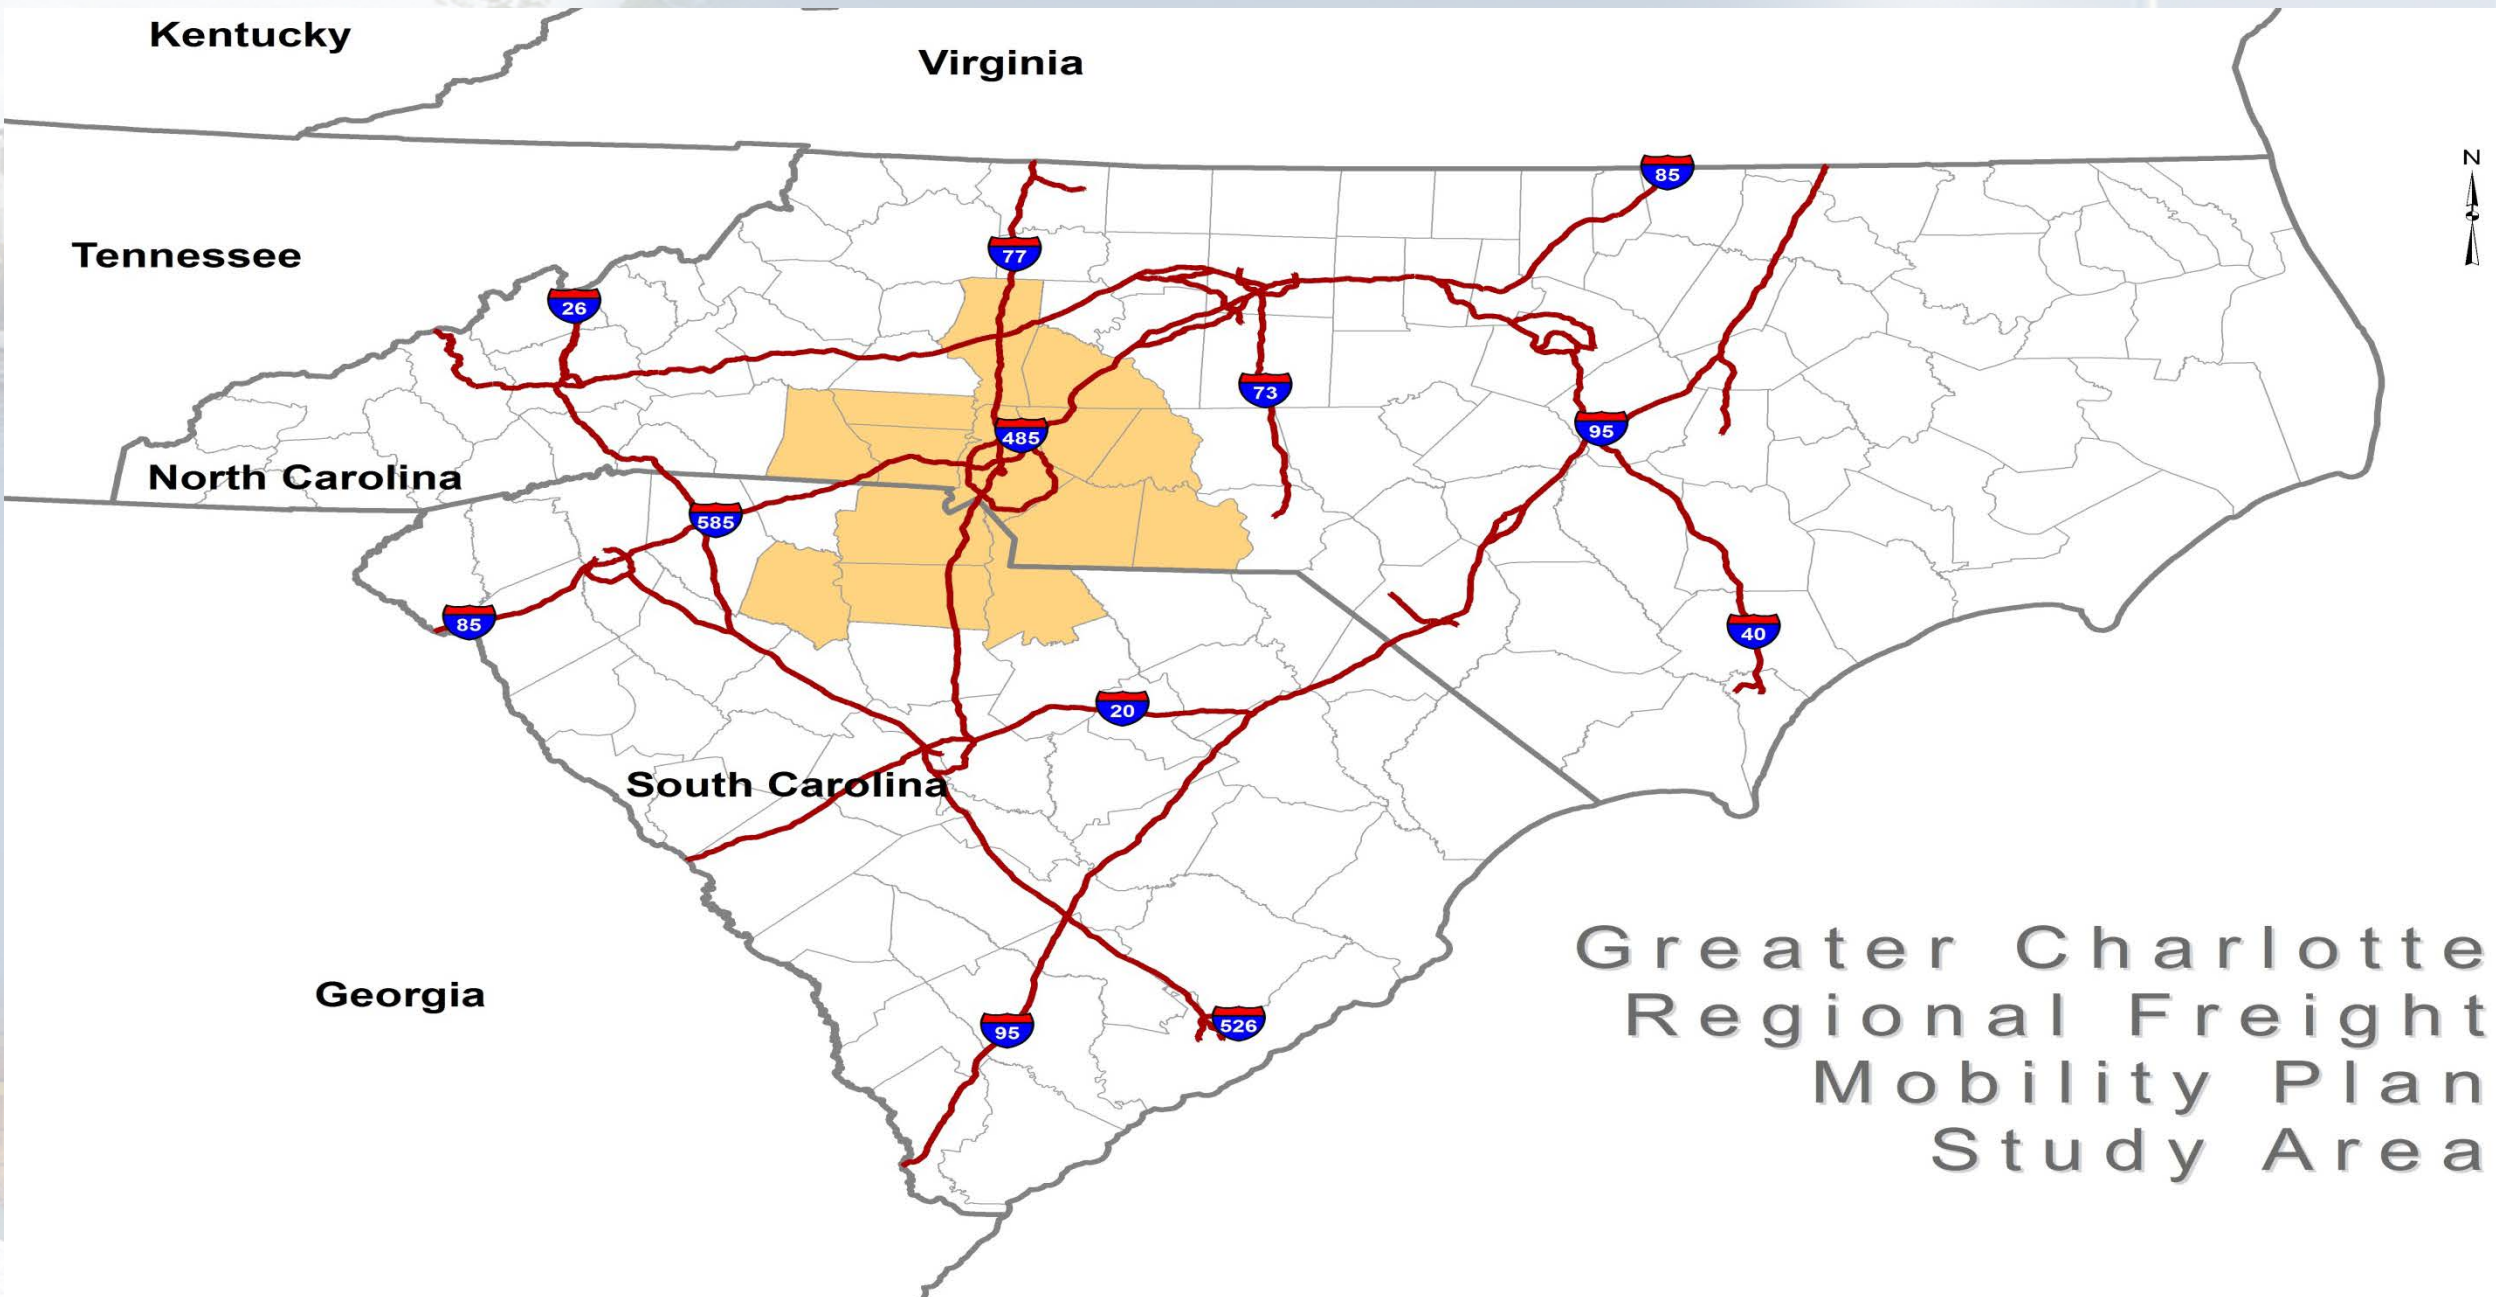 Kentucky
Virginia
N
85
77
Tennessee
26
73
95
485
North Carolina
585
85
40
20
South Carolina
Georgia
95
526
Greater Charlotte
Regional Freight
Mobility Plan
Study Area